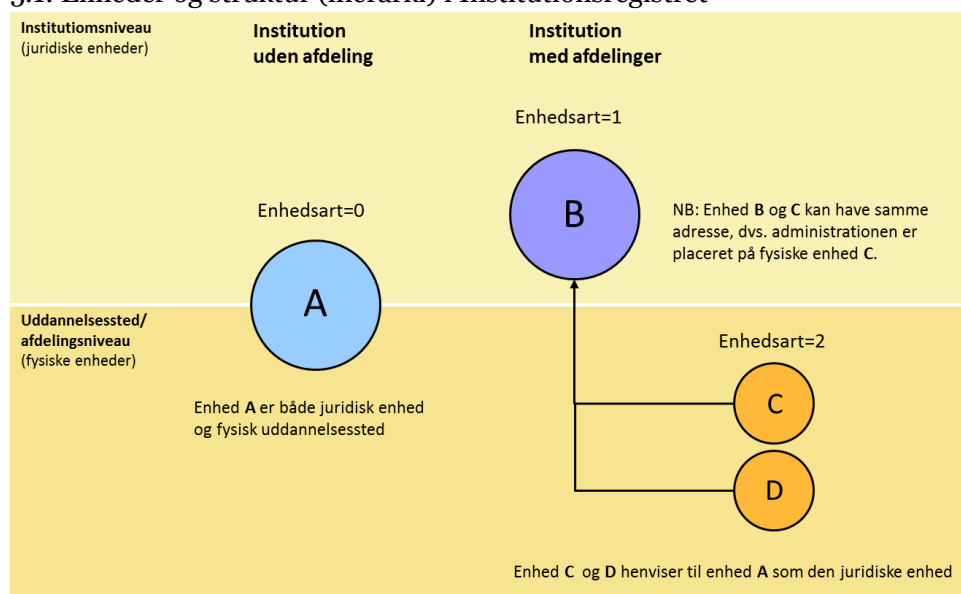 3.1. Enheder og struktur (hierarki) i Institutionsregistret
Institutiomsniveau
(juridiske enheder)
Institution
uden afdeling
Institution
med afdelinger
Enhedsart=1
B
NB: Enhed B og C kan have samme
adresse, dvs. administrationen er
placeret på fysiske enhed C.
Enhedsart=0
A
Uddannelsessted/
afdelingsniveau
(fysiske enheder)
Enhed A er både juridisk enhed
og fysisk uddannelsessted
Enhedsart=2
C
D
Enhed C og D henviser til enhed A som den juridiske enhed